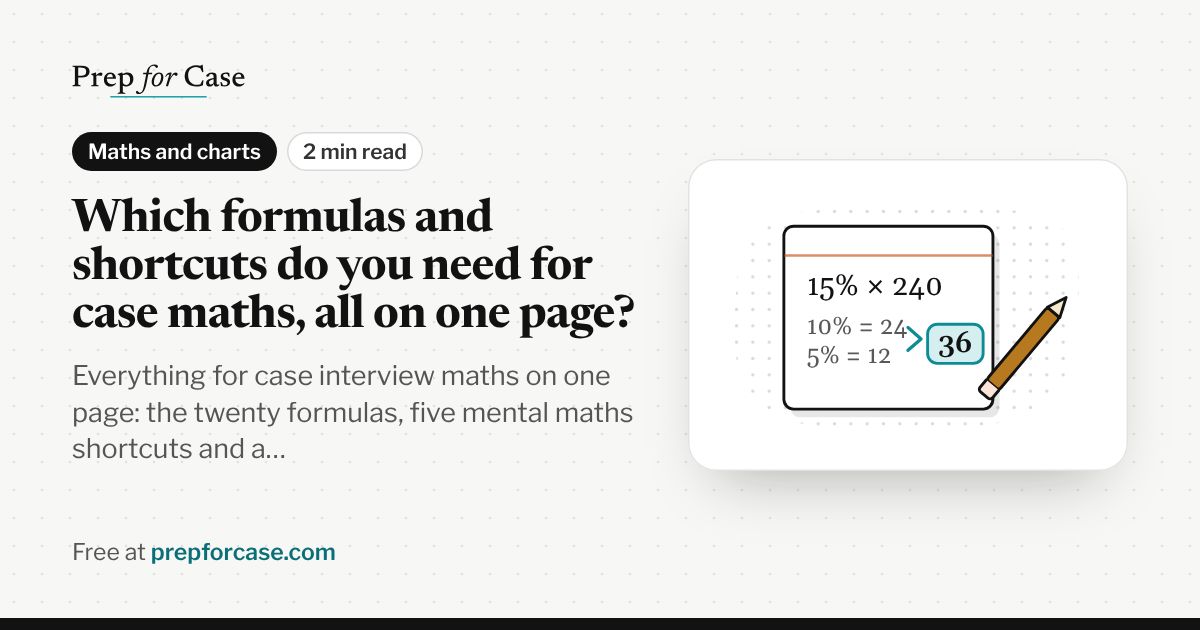 Prep for Case
Maths and charts
2 min read
Which formulas and
shortcuts do you need for
case maths, all on one page?
Everything for case interview maths on one
page: the twenty formulas, five mental maths
shortcuts and a...
Free at prepforcase.com
15% × 240
10% = 24
5% = 12
36